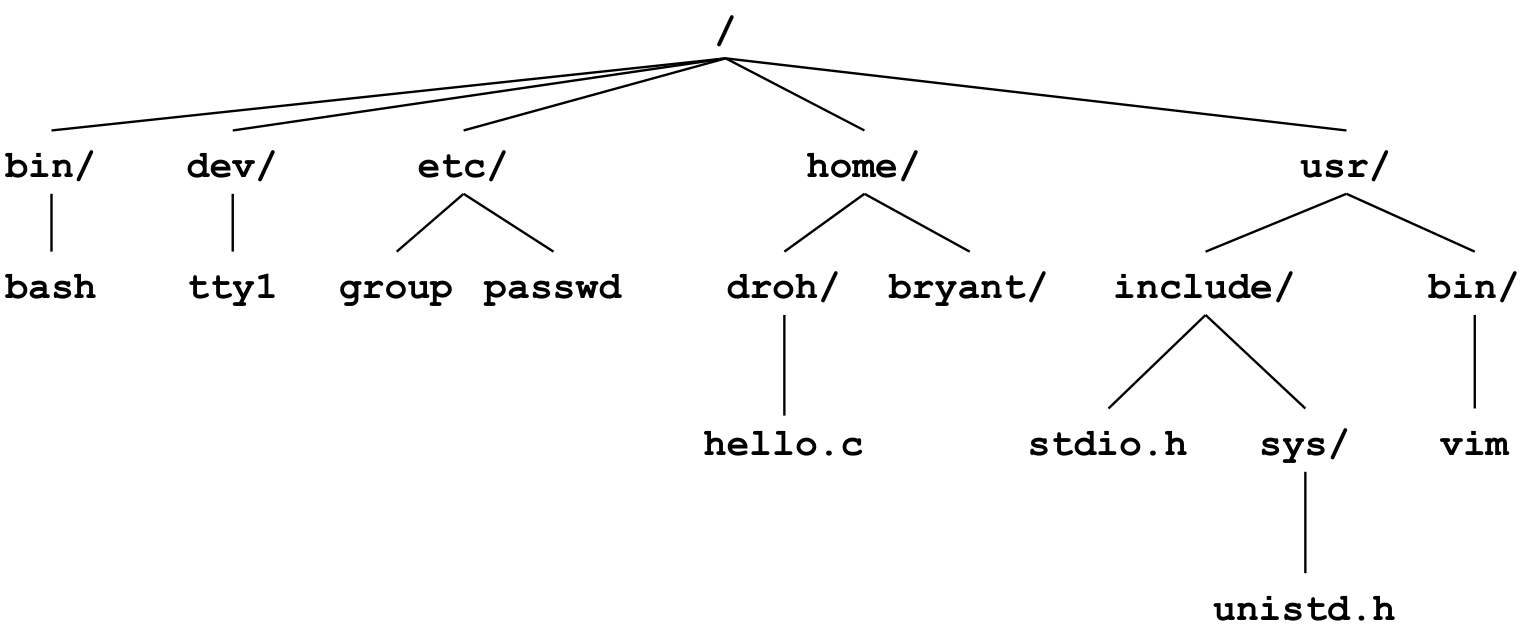 /
bin/ dev/ etc/ home/ usr/
bash tty1 group passwd droh/ bryant/ include/ bin/
hello.c stdio.h sys/ vim
unistd.h